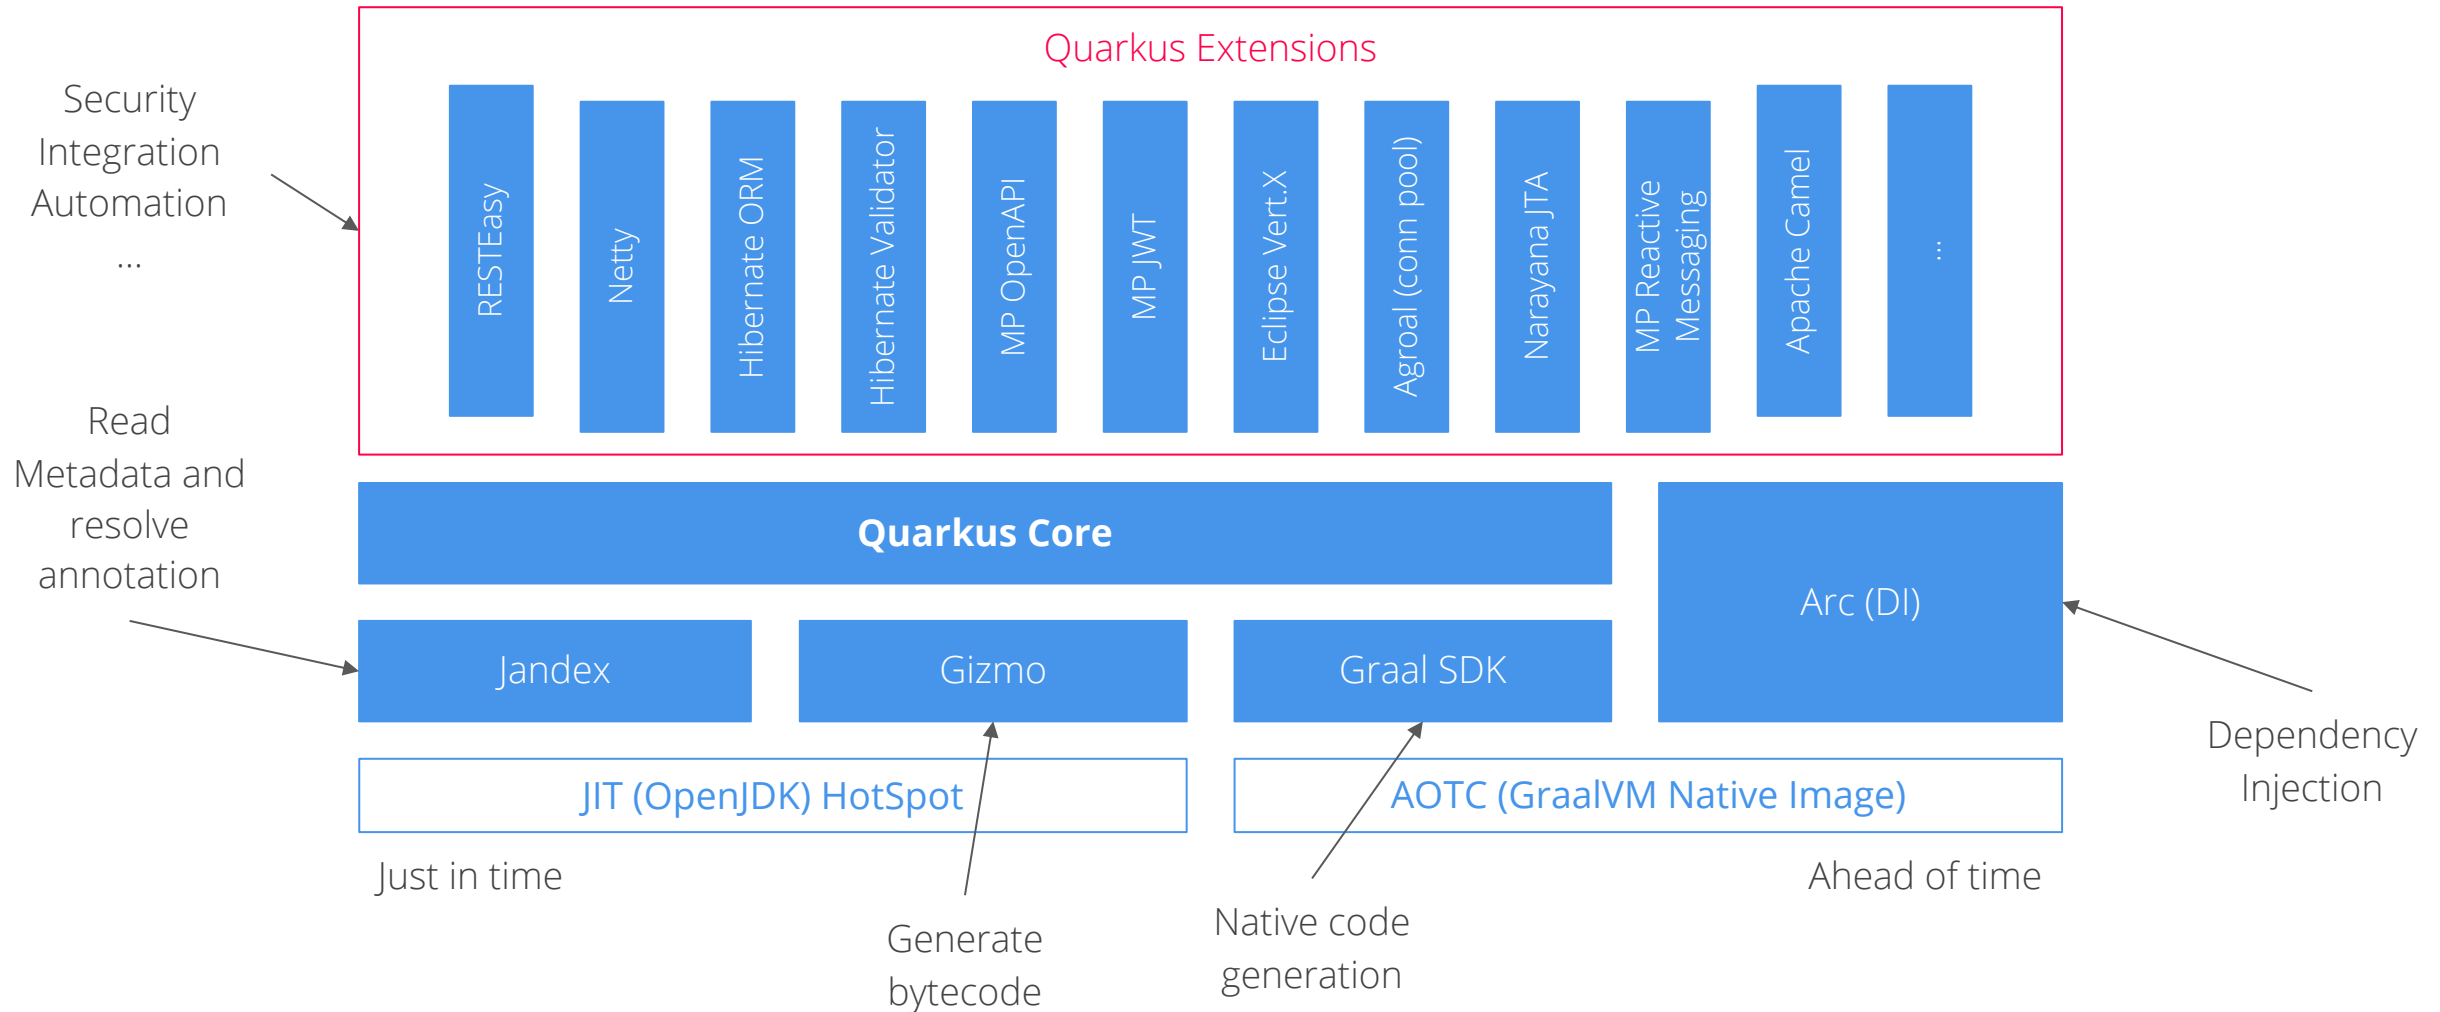 Quarkus Extensions
Security
Integration
Automation
...
RESTEasy
Netty
Hibernate ORM
Hibernate Validator
MP OpenAPI
MP JWT
Eclipse Vert.X
Agroal (conn pool)
Narayana JTA
MP Reactive
Messaging
Apache Camel
...
Read
Metadata and
resolve
annotation
Quarkus Core
Arc (DI)
Jandex
Gizmo
Graal SDK
Dependency
Injection
JIT (OpenJDK) HotSpot
AOTC (GraalVM Native Image)
Just in time
Ahead of time
Generate
bytecode
Native code
generation